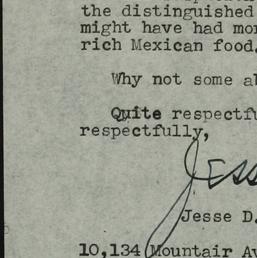 the distinguished
might have had mor
rich Mexican food.
Why not some a
Quite respectfu
respectfully,
Jess
Jesse D.
10,134 Mountair Av